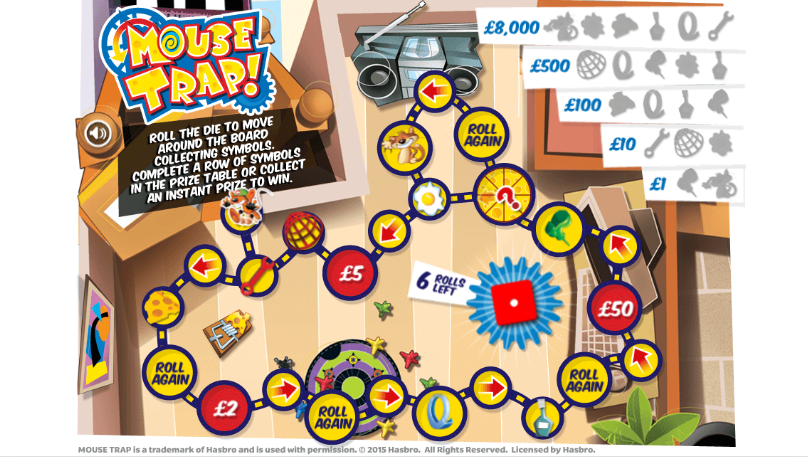 MOUSE
TRAP!
ROLL THE DIE TO MOVE
AROUND THE BOARD
COLLECTING SYMBOLS.
COMPLETE A ROW OF SYMBOLS
IN THE PRIZE TABLE OR COLLECT
AN INSTANT PRIZE TO WIN.
£8,000
£500
£100
£10
£1
ROLL
AGAIN
?
£5
6 ROLLS
LEFT
£50
ROLL
AGAIN
£2
ROLL
AGAIN
ROLL
AGAIN
MOUSE TRAP is a trademark of Hasbro and is used with permission. © 2015 Hasbro. All Rights Reserved. Licensed by Hasbro.